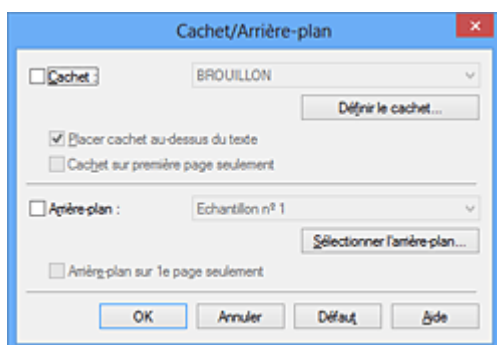 Cachet/Arrière-plan
Cachet : BROUILLON
Définir le cachet...
Placer cachet au-dessus du texte
Cachet sur première page seulement
Arrière-plan : Echantillon nº 1
Sélectionner l'arrière-plan...
Arrière-plan sur 1e page seulement
OK Annuler Défaut Aide